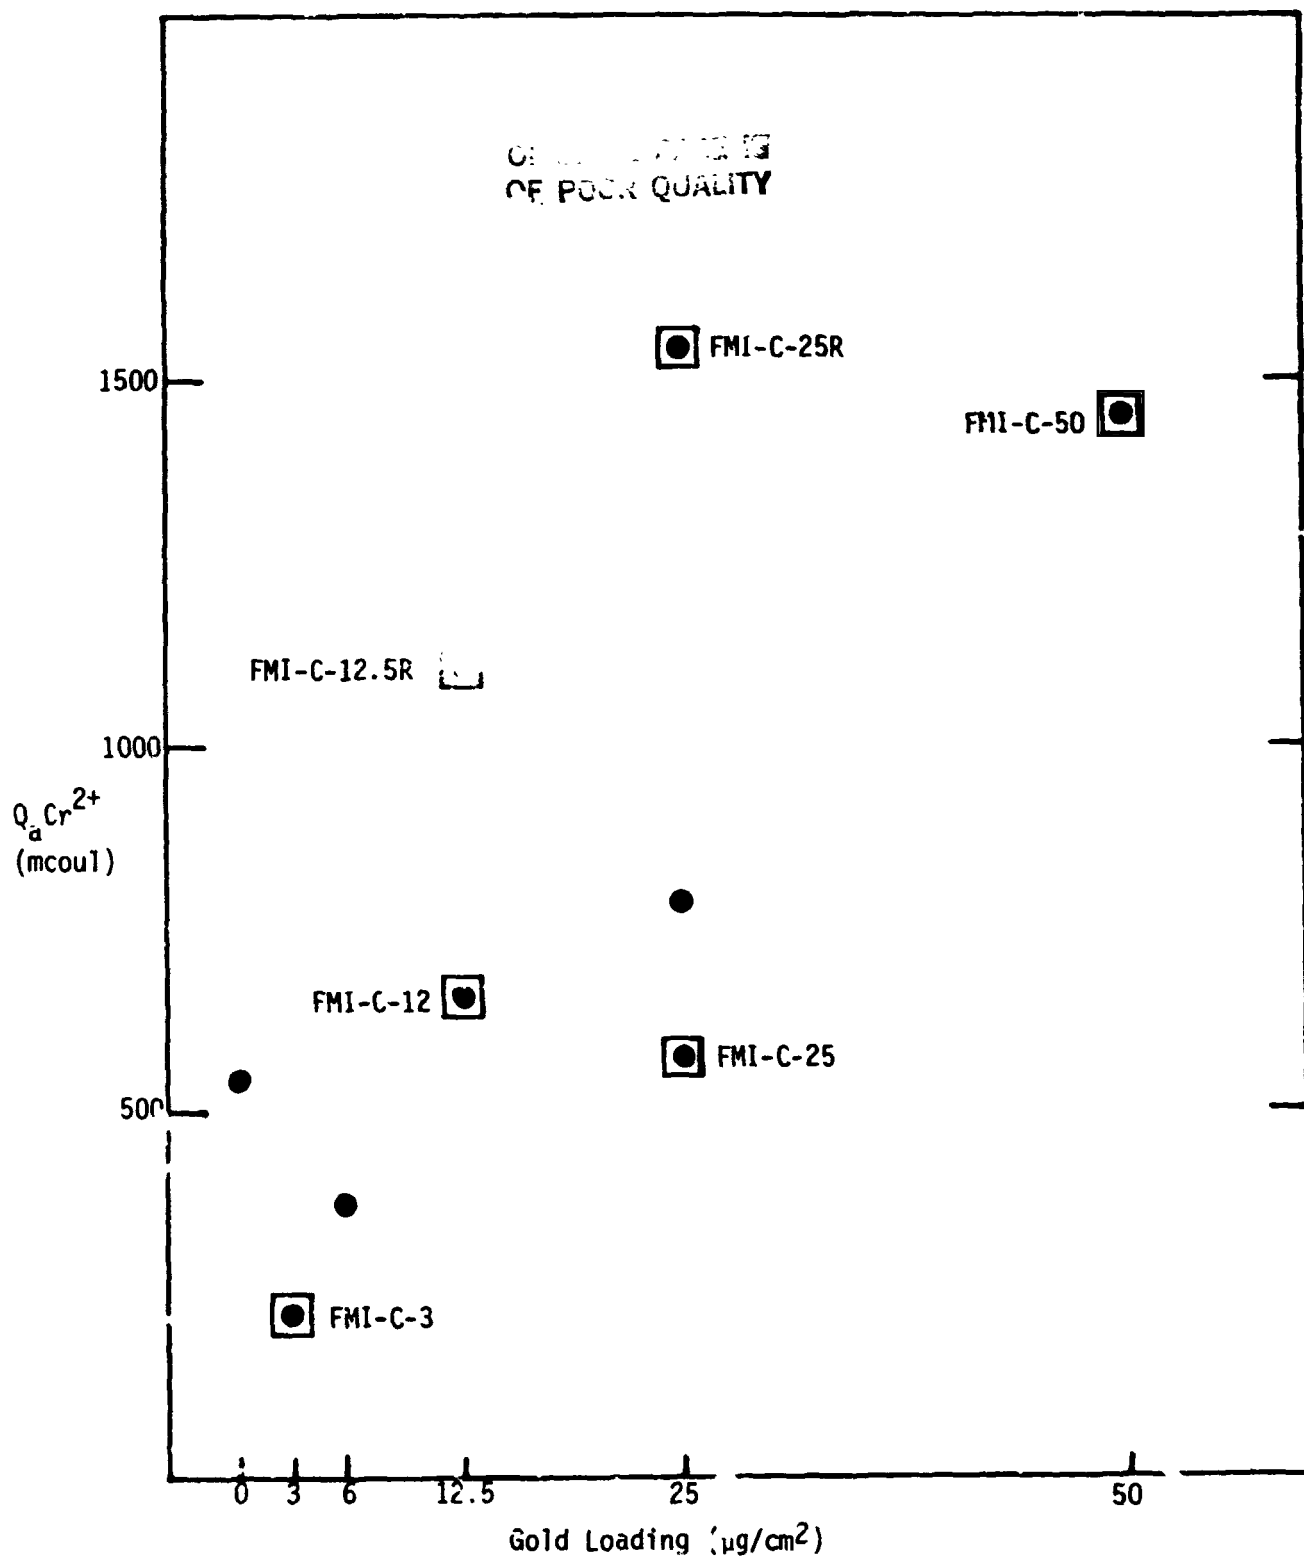 OF POOR QUALITY
FMI-C-25R
1500
FMI-C-50
FMI-C-12.5R
1000
QₐCr²⁺
(mcoul)
FMI-C-12
FMI-C-25
500
FMI-C-3
0 3 6 12.5 25 50
Gold Loading (μg/cm²)